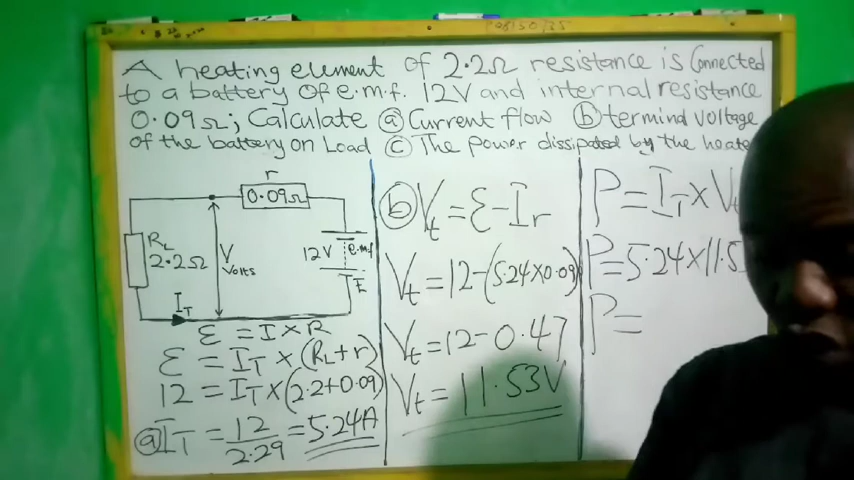 A heating element of 2.2Ω resistance is Connected
to a battery of e.m.f. 12V and internal resistance
0.09Ω; Calculate ⓐ Current flow ⓑ terminal voltage
of the battery on Load ⓒ The power dissipated by the heate
r
0.09Ω
RL
2.2Ω
V
Volts
12V
e.m.f
E
IT
ε = I × R
ε = IT × (RL+r)
12 = IT × (2.2+0.09)
ⓐ IT = 12/2.29 = 5.24A
ⓑ Vt = ε - Ir
Vt = 12 - (5.24×0.09)
Vt = 12 - 0.47
Vt = 11.53V
P = IT × Vt
P = 5.24 × 11.5
P =